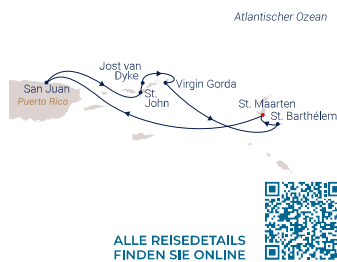 Atlantischer Ozean
Jost van
Dyke
San Juan
Puerto Rico
St.
John
Virgin Gorda
St. Maarten
St. Barthélem
ALLE REISEDETAILS
FINDEN SIE ONLINE